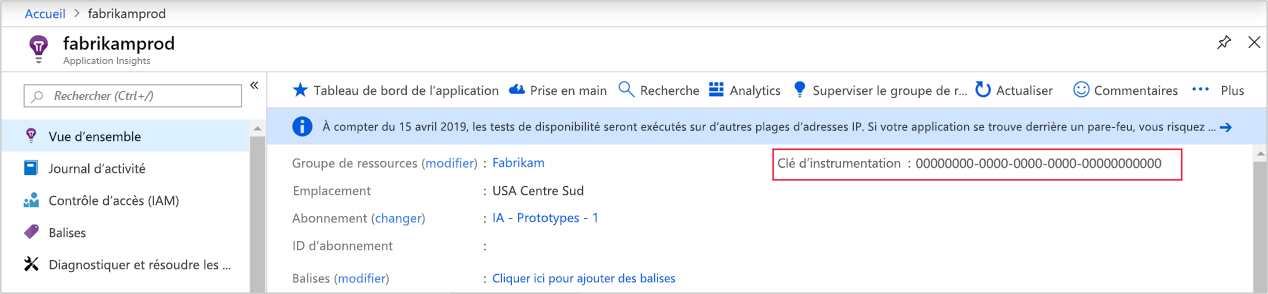 Accueil > fabrikamprod
fabrikamprod
Application Insights
Rechercher (Ctrl+/)
«
Vue d'ensemble
Journal d'activité
Contrôle d'accès (IAM)
Balises
Diagnostiquer et résoudre les ...
Tableau de bord de l'application Prise en main Recherche Analytics Superviser le groupe de r... Actualiser Commentaires ... Plus
À compter du 15 avril 2019, les tests de disponibilité seront exécutés sur d'autres plages d'adresses IP. Si votre application se trouve derrière un pare-feu, vous risquez ... →
Groupe de ressources (modifier) : Fabrikam
Clé d'instrumentation : 00000000-0000-0000-0000-00000000000
Emplacement : USA Centre Sud
Abonnement (changer) : IA - Prototypes - 1
ID d'abonnement :
Balises (modifier) : Cliquer ici pour ajouter des balises